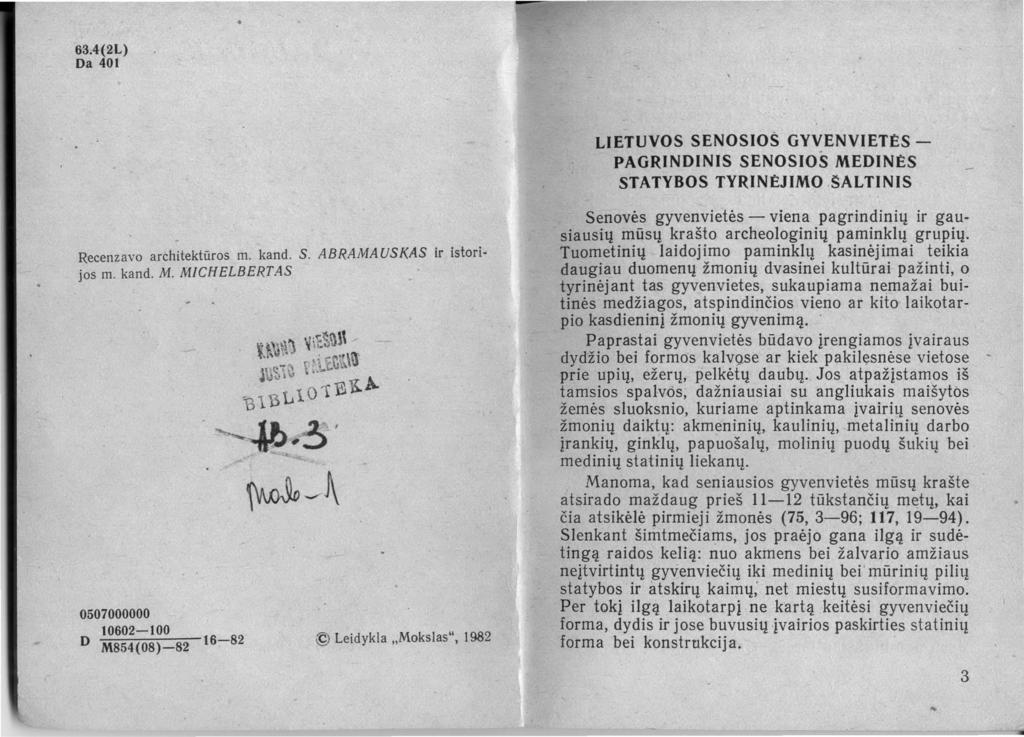 63.4(2L)
Da 401
Recenzavo architektūros m. kand. S. ABRAMAUSKAS ir istori-
jos m. kand. M. MICHELBERTAS
KAUNO VIEŠOJI
JUSTO PALECKIO
BIBLIOTEKA
0507000000
D 10602—100 / M854(08)—82 16—82
© Leidykla „Mokslas“, 1982
LIETUVOS SENOSIOS GYVENVIETĖS —
PAGRINDINIS SENOSIOS MEDINĖS
STATYBOS TYRINĖJIMO ŠALTINIS
Senovės gyvenvietės — viena pagrindinių ir gau-
siausių mūsų krašto archeologinių paminklų grupių.
Tuometinių laidojimo paminklų kasinėjimai teikia
daugiau duomenų žmonių dvasinei kultūrai pažinti, o
tyrinėjant tas gyvenvietes, sukaupiama nemažai bui-
tinės medžiagos, atspindinčios vieno ar kito laikotar-
pio kasdieninį žmonių gyvenimą.
Paprastai gyvenvietės būdavo įrengiamos įvairaus
dydžio bei formos kalvose ar kiek pakilesnėse vietose
prie upių, ežerų, pelkėtų daubų. Jos atpažįstamos iš
tamsios spalvos, dažniausiai su angliukais maišytos
žemės sluoksnio, kuriame aptinkama įvairių senovės
žmonių daiktų: akmeninių, kaulinių, metalinių darbo
įrankių, ginklų, papuošalų, molinių puodų šukių bei
medinių statinių liekanų.
Manoma, kad seniausios gyvenvietės mūsų krašte
atsirado maždaug prieš 11—12 tūkstančių metų, kai
čia atsikėlė pirmieji žmonės (75, 3—96; 117, 19—94).
Slenkant šimtmečiams, jos praėjo gana ilgą ir sudė-
tingą raidos kelią: nuo akmens bei žalvario amžiaus
neįtvirtintų gyvenviečių iki medinių bei mūrinių pilių
statybos ir atskirų kaimų, net miestų susiformavimo.
Per tokį ilgą laikotarpį ne kartą keitėsi gyvenviečių
forma, dydis ir jose buvusių įvairios paskirties statinių
forma bei konstrukcija.
3